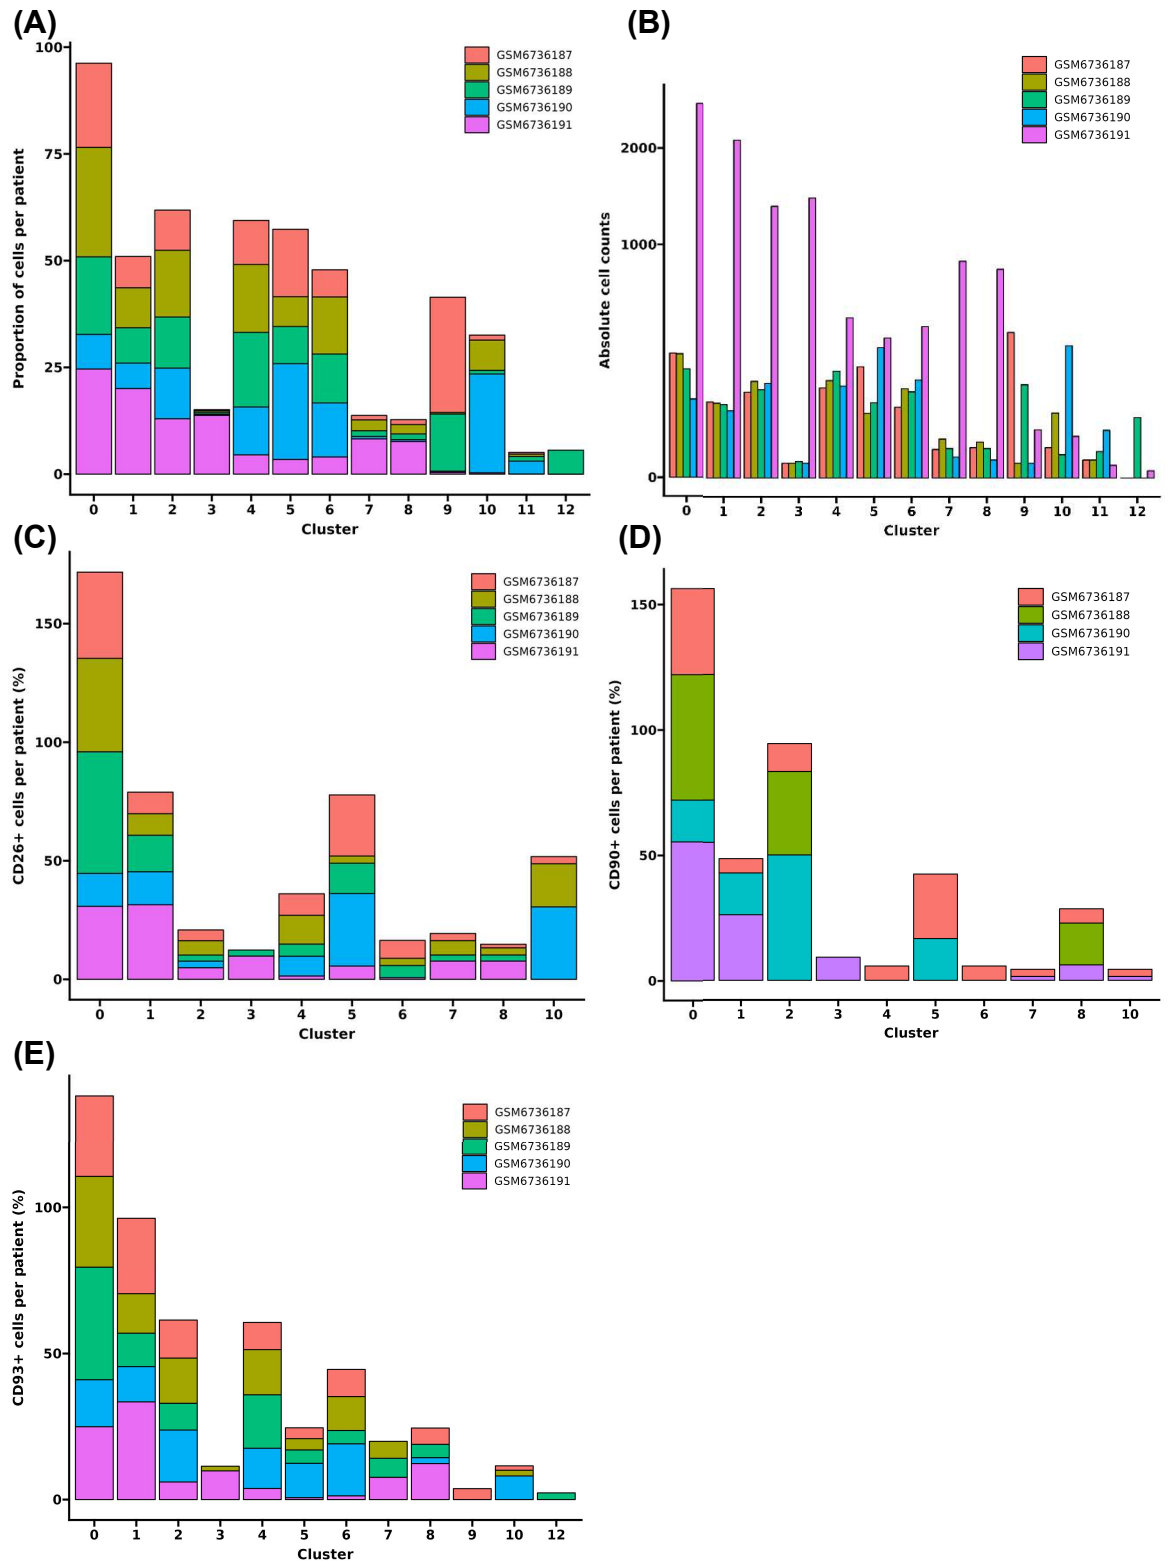 (A)
Proportion of cells per patient
100
75
50
25
0
GSM6736187
GSM6736188
GSM6736189
GSM6736190
GSM6736191
0 1 2 3 4 5 6 7 8 9 10 11 12
Cluster
(B)
Absolute cell counts
2000
1000
0
GSM6736187
GSM6736188
GSM6736189
GSM6736190
GSM6736191
0 1 2 3 4 5 6 7 8 9 10 11 12
Cluster
(C)
CD26+ cells per patient (%)
150
100
50
0
GSM6736187
GSM6736188
GSM6736189
GSM6736190
GSM6736191
0 1 2 3 4 5 6 7 8 10
Cluster
(D)
CD90+ cells per patient (%)
150
100
50
0
GSM6736187
GSM6736188
GSM6736190
GSM6736191
0 1 2 3 4 5 6 7 8 10
Cluster
(E)
CD93+ cells per patient (%)
100
50
0
GSM6736187
GSM6736188
GSM6736189
GSM6736190
GSM6736191
0 1 2 3 4 5 6 7 8 9 10 12
Cluster